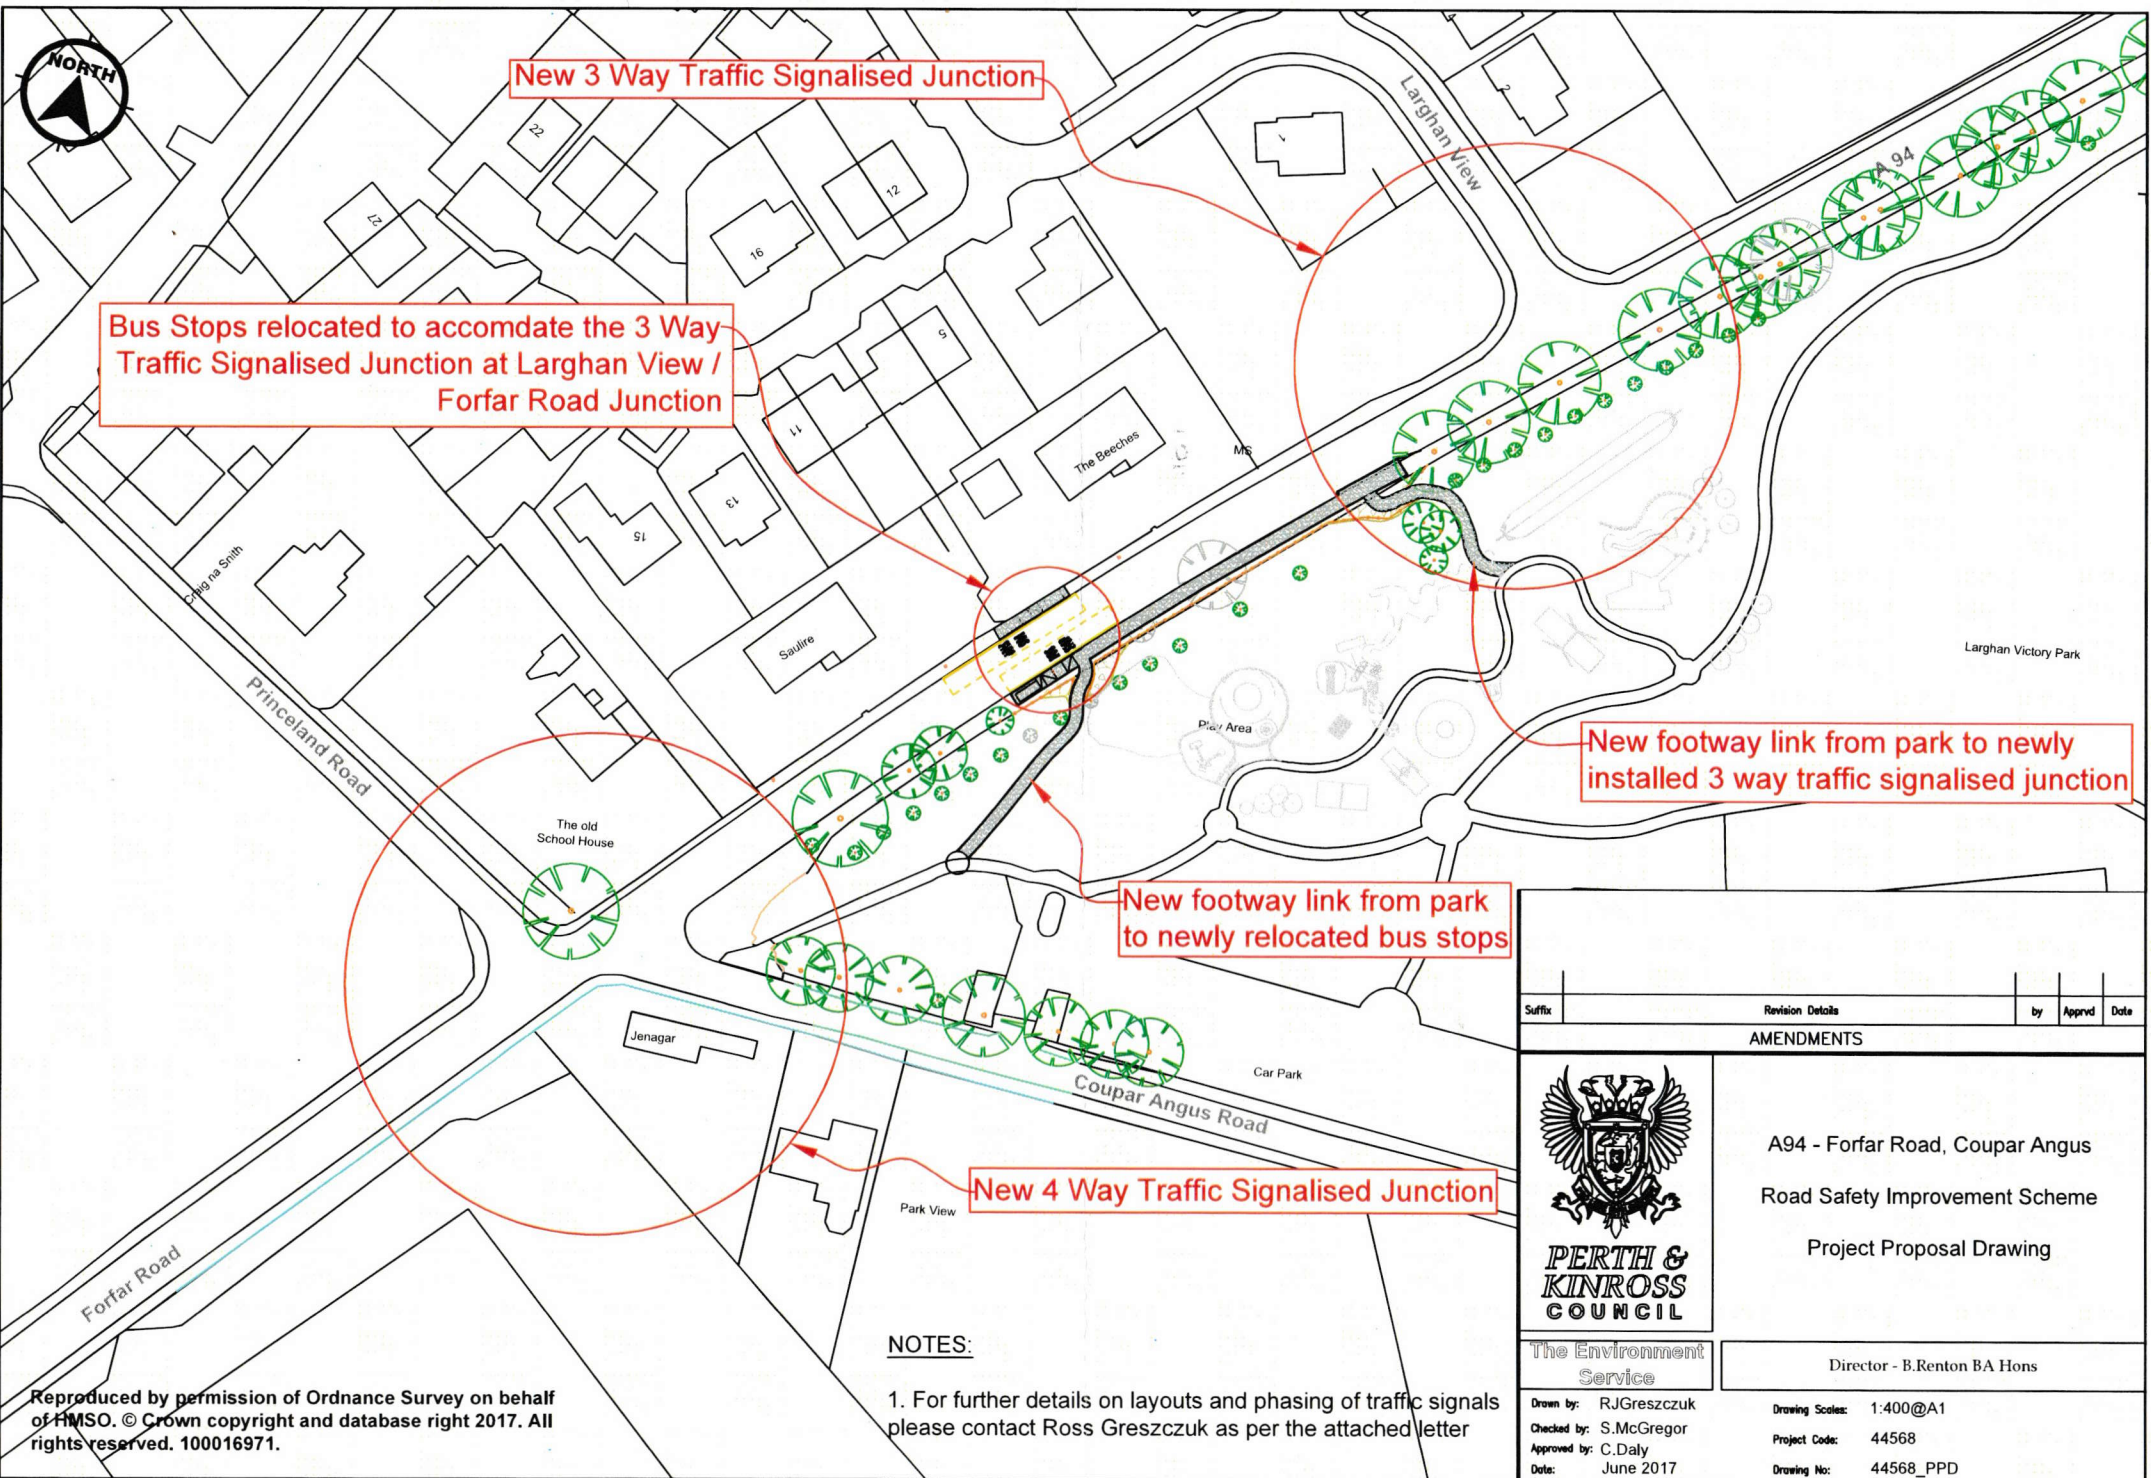 NORTH
New 3 Way Traffic Signalised Junction
Larghan View
4
2
1
A 94
22
27
12
16
Bus Stops relocated to accomdate the 3 Way
Traffic Signalised Junction at Larghan View /
Forfar Road Junction
5
11
The Beeches
MS
13
15
Craig na Snith
Saulire
Larghan Victory Park
Princeland Road
Play Area
New footway link from park to newly
installed 3 way traffic signalised junction
The old
School House
New footway link from park
to newly relocated bus stops
Jenagar
Car Park
Coupar Angus Road
New 4 Way Traffic Signalised Junction
Park View
Forfar Road
NOTES:
1. For further details on layouts and phasing of traffic signals
please contact Ross Greszczuk as per the attached letter
Reproduced by permission of Ordnance Survey on behalf
of HMSO. © Crown copyright and database right 2017. All
rights reserved. 100016971.
Suffix Revision Details by Apprvd Date
AMENDMENTS
PERTH &
KINROSS
COUNCIL
A94 - Forfar Road, Coupar Angus
Road Safety Improvement Scheme
Project Proposal Drawing
The Environment
Service
Director - B.Renton BA Hons
Drawn by: RJGreszczuk
Checked by: S.McGregor
Approved by: C.Daly
Date: June 2017
Drawing Scales: 1:400@A1
Project Code: 44568
Drawing No: 44568_PPD